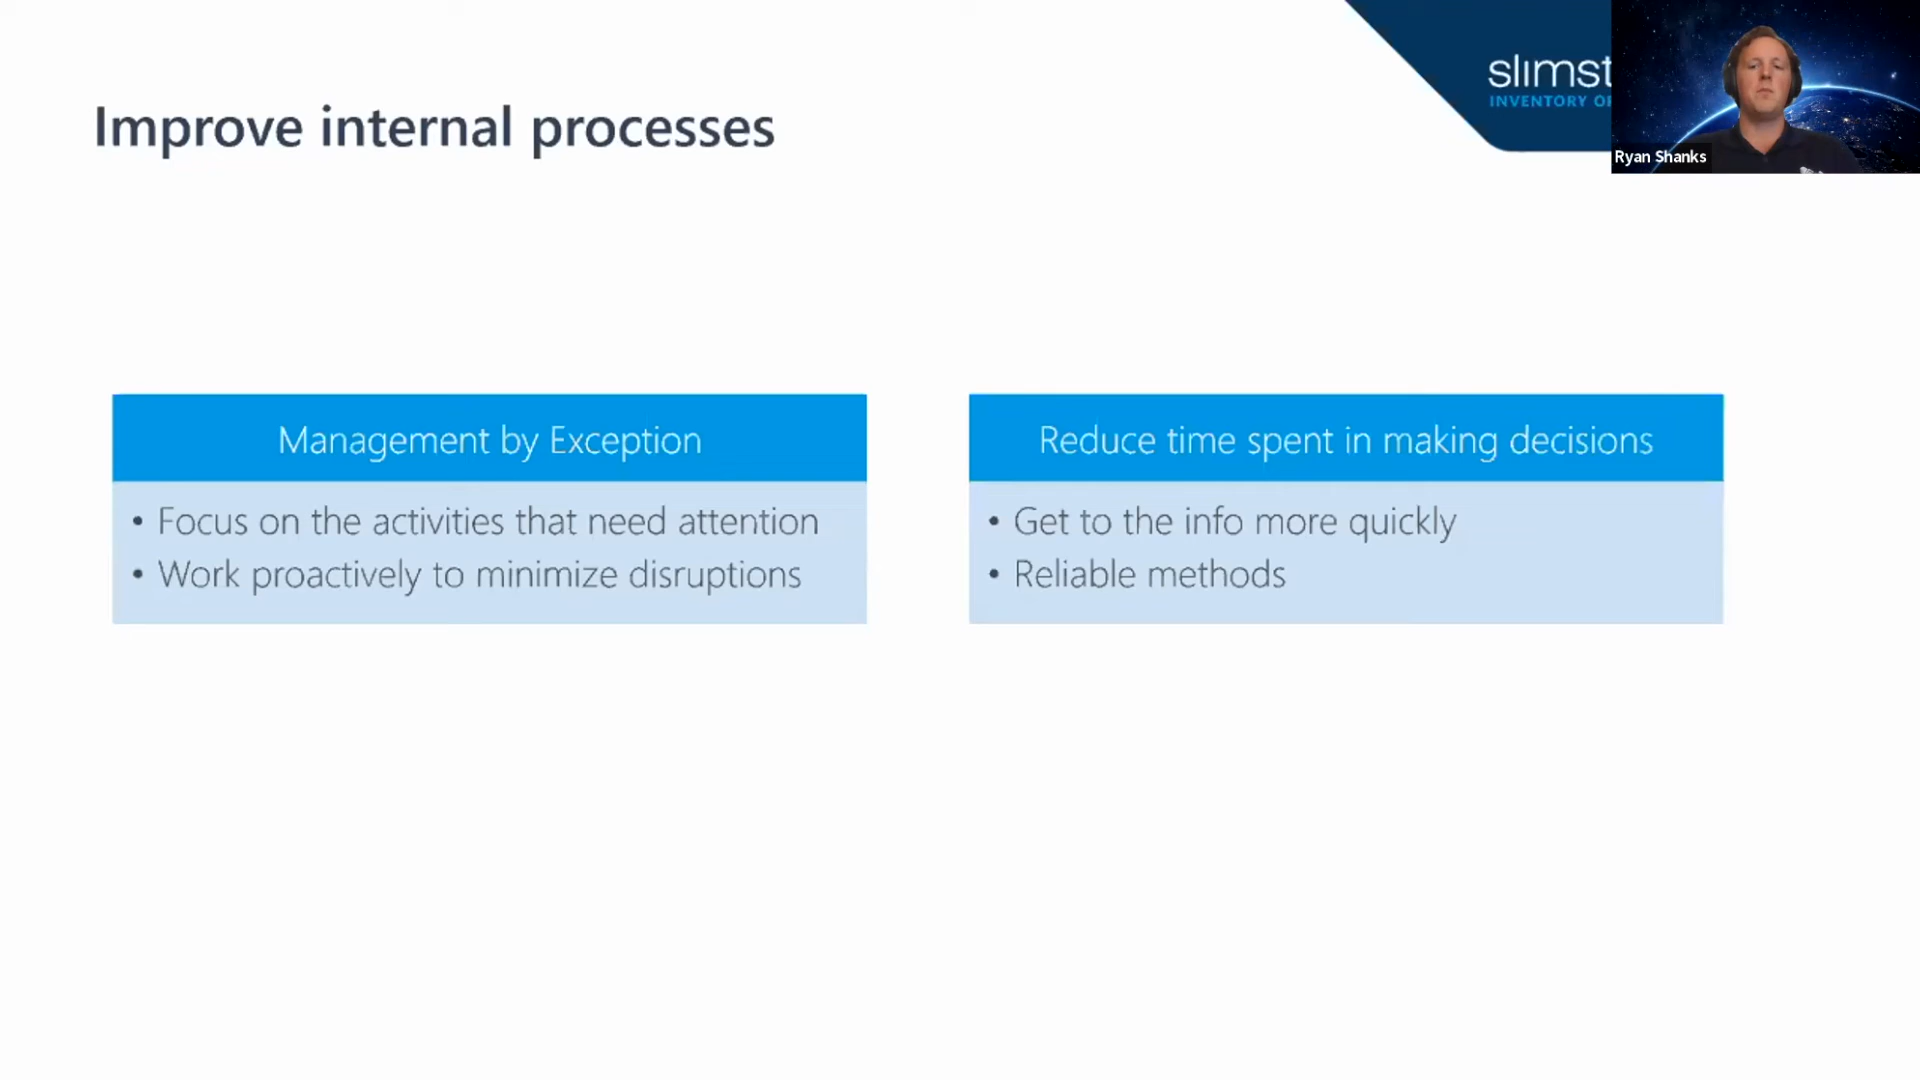 Improve internal processes
slimst
INVENTORY OP
Ryan Shanks
Management by Exception
• Focus on the activities that need attention
• Work proactively to minimize disruptions
Reduce time spent in making decisions
• Get to the info more quickly
• Reliable methods